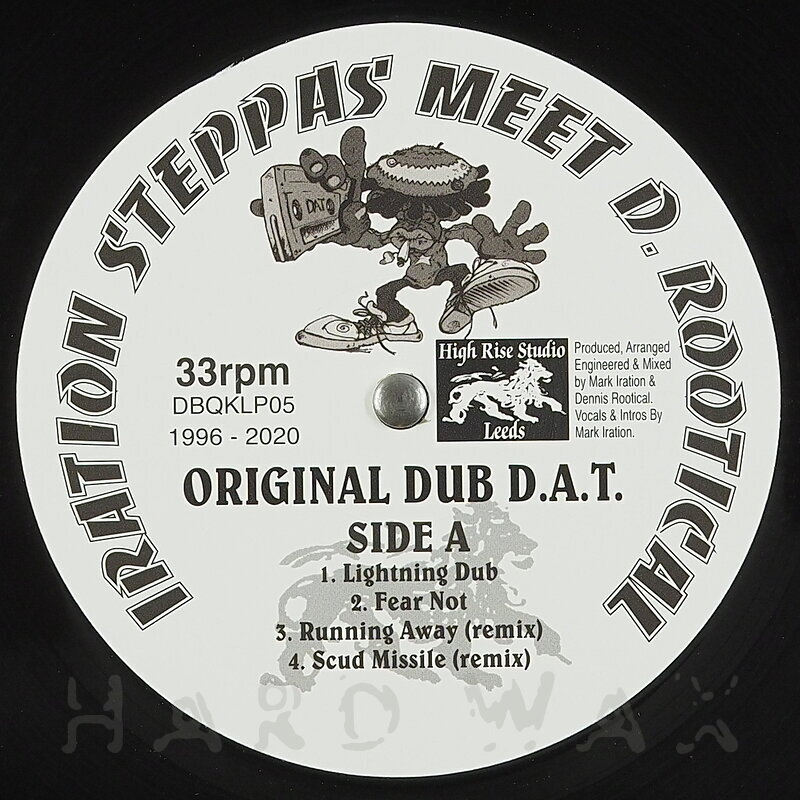 IRATION STEPPAS MEET D. ROOTICAL
DAT
33rpm
DBQKLP05
1996 - 2020
High Rise Studio
Leeds
Produced, Arranged
Engineered & Mixed
by Mark Iration &
Dennis Rootical.
Vocals & Intros By
Mark Iration.
ORIGINAL DUB D.A.T.
SIDE A
1. Lightning Dub
2. Fear Not
3. Running Away (remix)
4. Scud Missile (remix)
HARD WAX